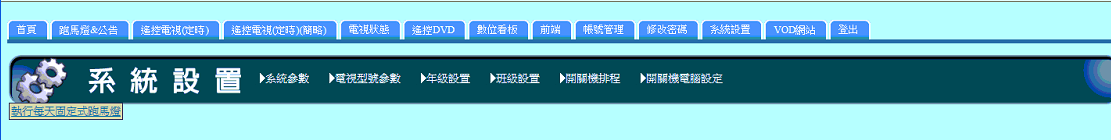 首頁 跑馬燈&公告 遙控電視(定時) 遙控電視(定時)(簡略) 電視狀態 遙控DVD 數位看板 前端 帳號管理 修改密碼 系統設置 VOD網站 登出
系統設置 系統參數 電視型號參數 年級設置 班級設置 開關機排程 開關機電腦設定
執行每天固定式跑馬燈